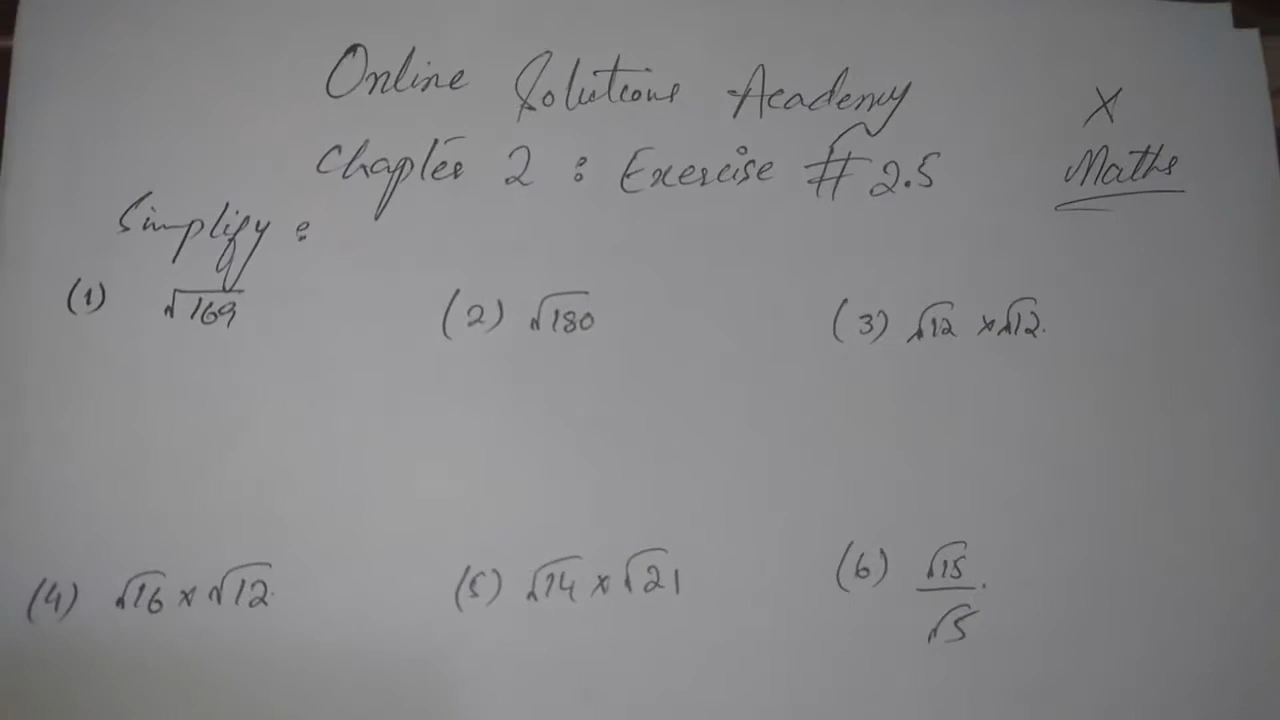 Online Solutions Academy
X
Chapter 2 : Exercise # 2.5
Maths
Simplify :
(1) √169
(2) √180
(3) √12 × √12.
(4) √16 × √12.
(5) √14 × √21
(6) √15 / √5.